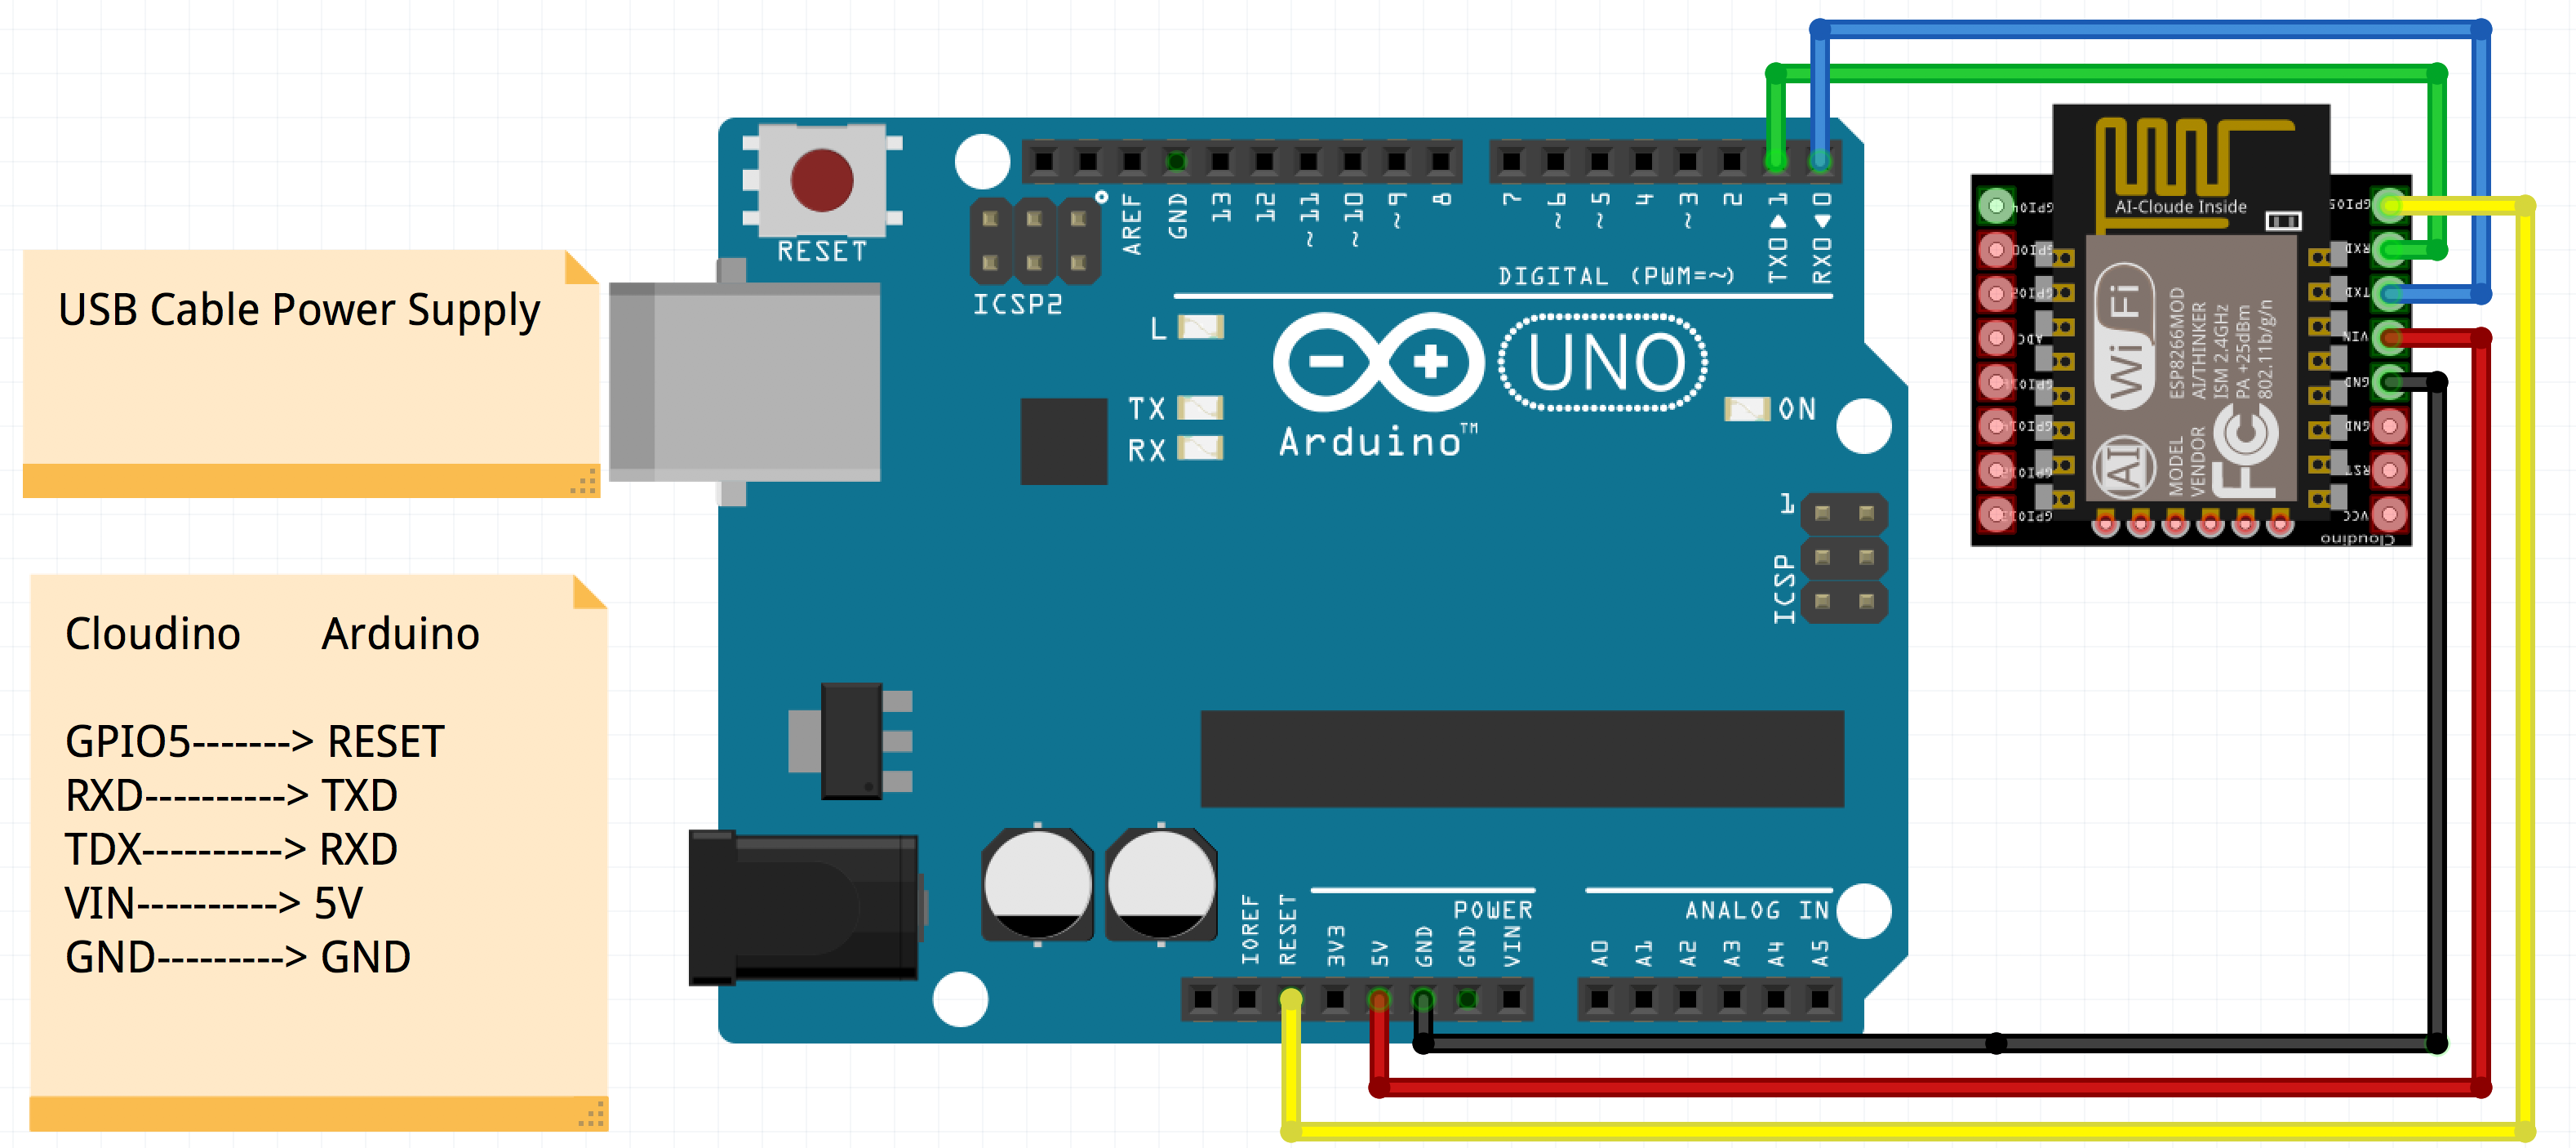 USB Cable Power Supply
Cloudino Arduino
GPIO5-------> RESET
RXD----------> TXD
TDX----------> RXD
VIN----------> 5V
GND---------> GND
RESET
ICSP2
AREF
GND
13
12
~11
~10
~9
8
7
~6
~5
4
~3
2
TX0▶1
RX0◀0
DIGITAL (PWM=~)
L
TX
RX
UNO
Arduino™
ON
1
ICSP
IOREF
RESET
3V3
5V
GND
GND
VIN
POWER
A0
A1
A2
A3
A4
A5
ANALOG IN
AI-Cloude Inside
WiFi
ESP8266MOD
AI/THINKER
ISM 2.4GHz
PA +25dBm
802.11b/g/n
AI
MODEL
VENDOR
FC
GPIO4
ADC
GPIO5
RXD
TXD
VIN
GND
GND
RST
VCC
Cloudino